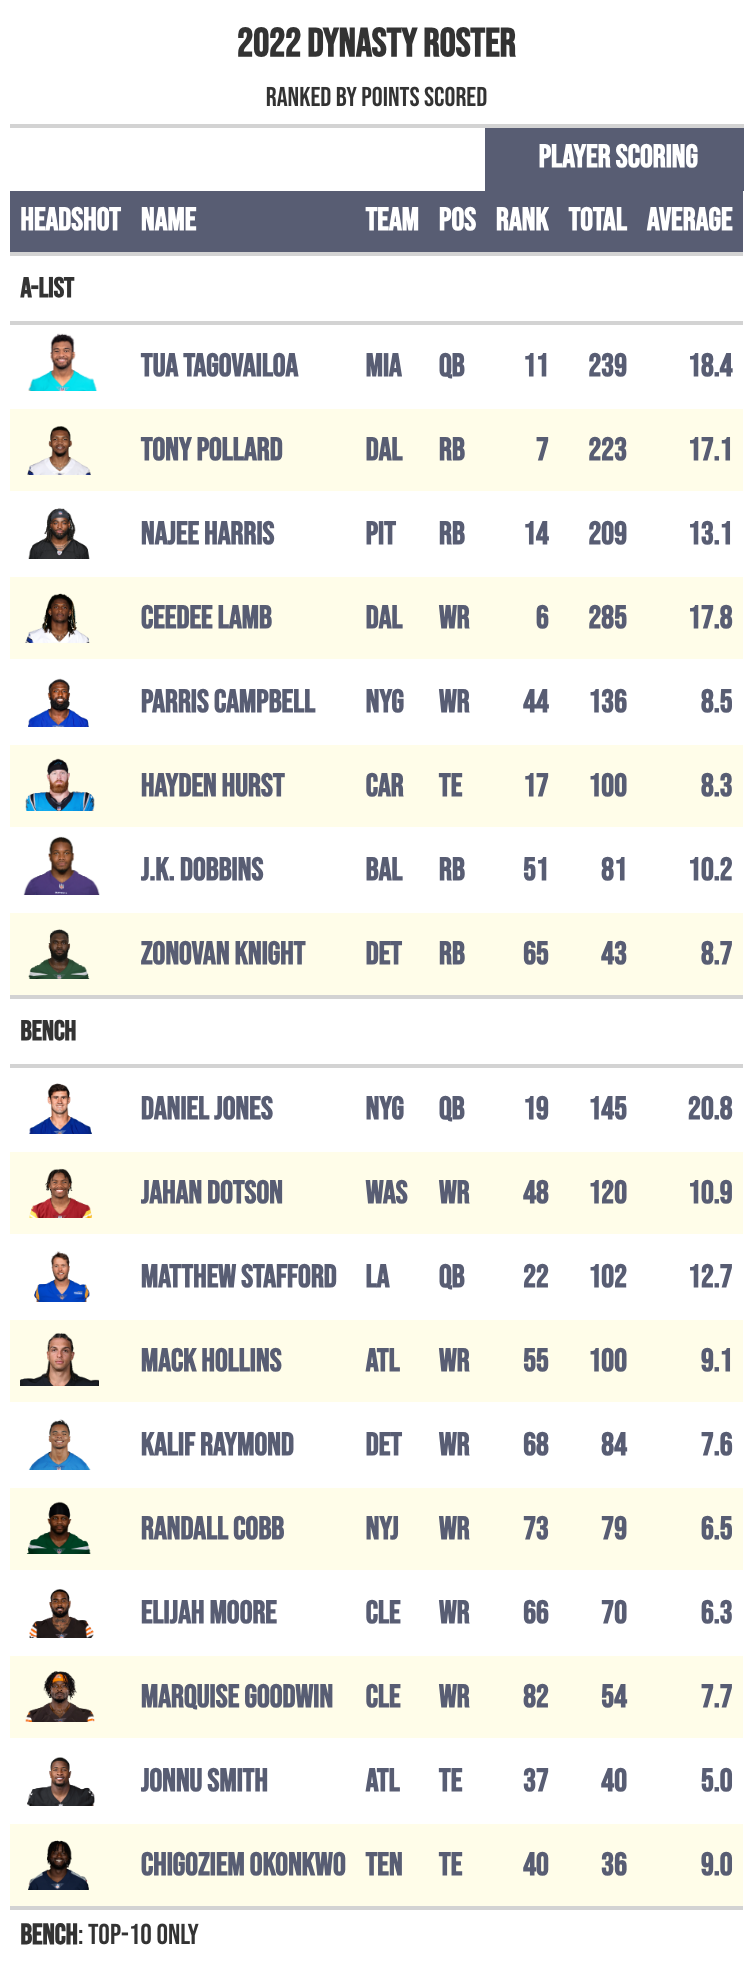 2022 DYNASTY ROSTER
RANKED BY POINTS SCORED
PLAYER SCORING
HEADSHOT NAME TEAM POS RANK TOTAL AVERAGE
A-LIST
TUA TAGOVAILOA MIA QB 11 239 18.4
TONY POLLARD DAL RB 7 223 17.1
NAJEE HARRIS PIT RB 14 209 13.1
CEEDEE LAMB DAL WR 6 285 17.8
PARRIS CAMPBELL NYG WR 44 136 8.5
HAYDEN HURST CAR TE 17 100 8.3
J.K. DOBBINS BAL RB 51 81 10.2
ZONOVAN KNIGHT DET RB 65 43 8.7
BENCH
DANIEL JONES NYG QB 19 145 20.8
JAHAN DOTSON WAS WR 48 120 10.9
MATTHEW STAFFORD LA QB 22 102 12.7
MACK HOLLINS ATL WR 55 100 9.1
KALIF RAYMOND DET WR 68 84 7.6
RANDALL COBB NYJ WR 73 79 6.5
ELIJAH MOORE CLE WR 66 70 6.3
MARQUISE GOODWIN CLE WR 82 54 7.7
JONNU SMITH ATL TE 37 40 5.0
CHIGOZIEM OKONKWO TEN TE 40 36 9.0
BENCH: TOP-10 ONLY